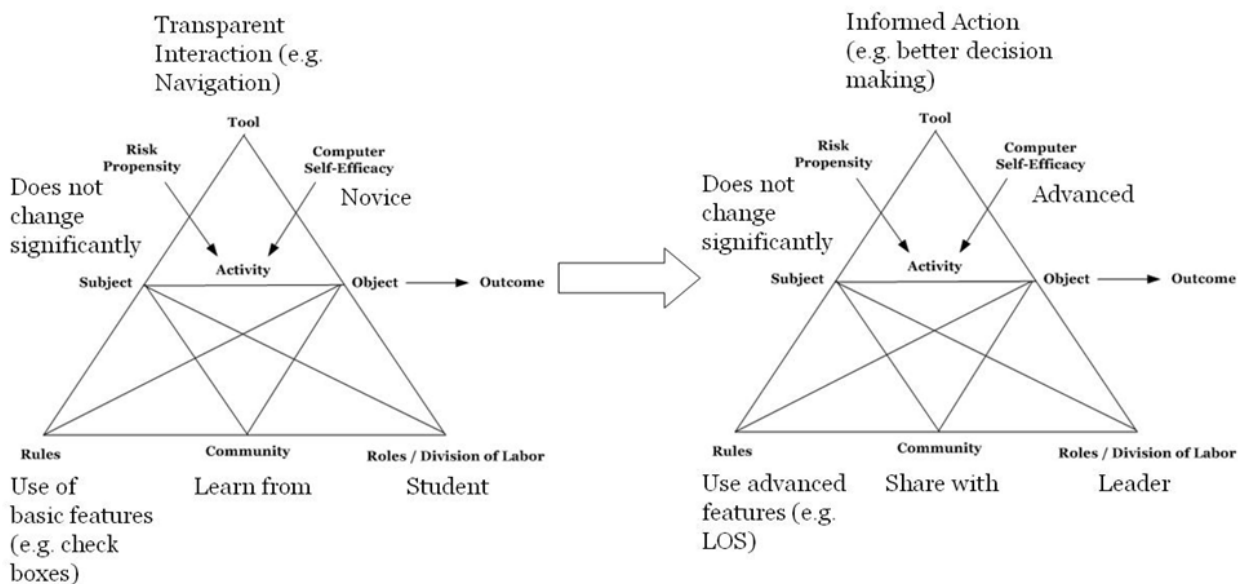 Transparent
Interaction (e.g.
Navigation)
Tool
Risk
Propensity
Computer
Self-Efficacy
Does not
change
significantly
Novice
Activity
Subject
Object
Outcome
Rules
Community
Roles / Division of Labor
Use of
basic features
(e.g. check
boxes)
Learn from
Student
Informed Action
(e.g. better decision
making)
Tool
Risk
Propensity
Computer
Self-Efficacy
Does not
change
significantly
Advanced
Activity
Subject
Object
Outcome
Rules
Community
Roles / Division of Labor
Use advanced
features (e.g.
LOS)
Share with
Leader